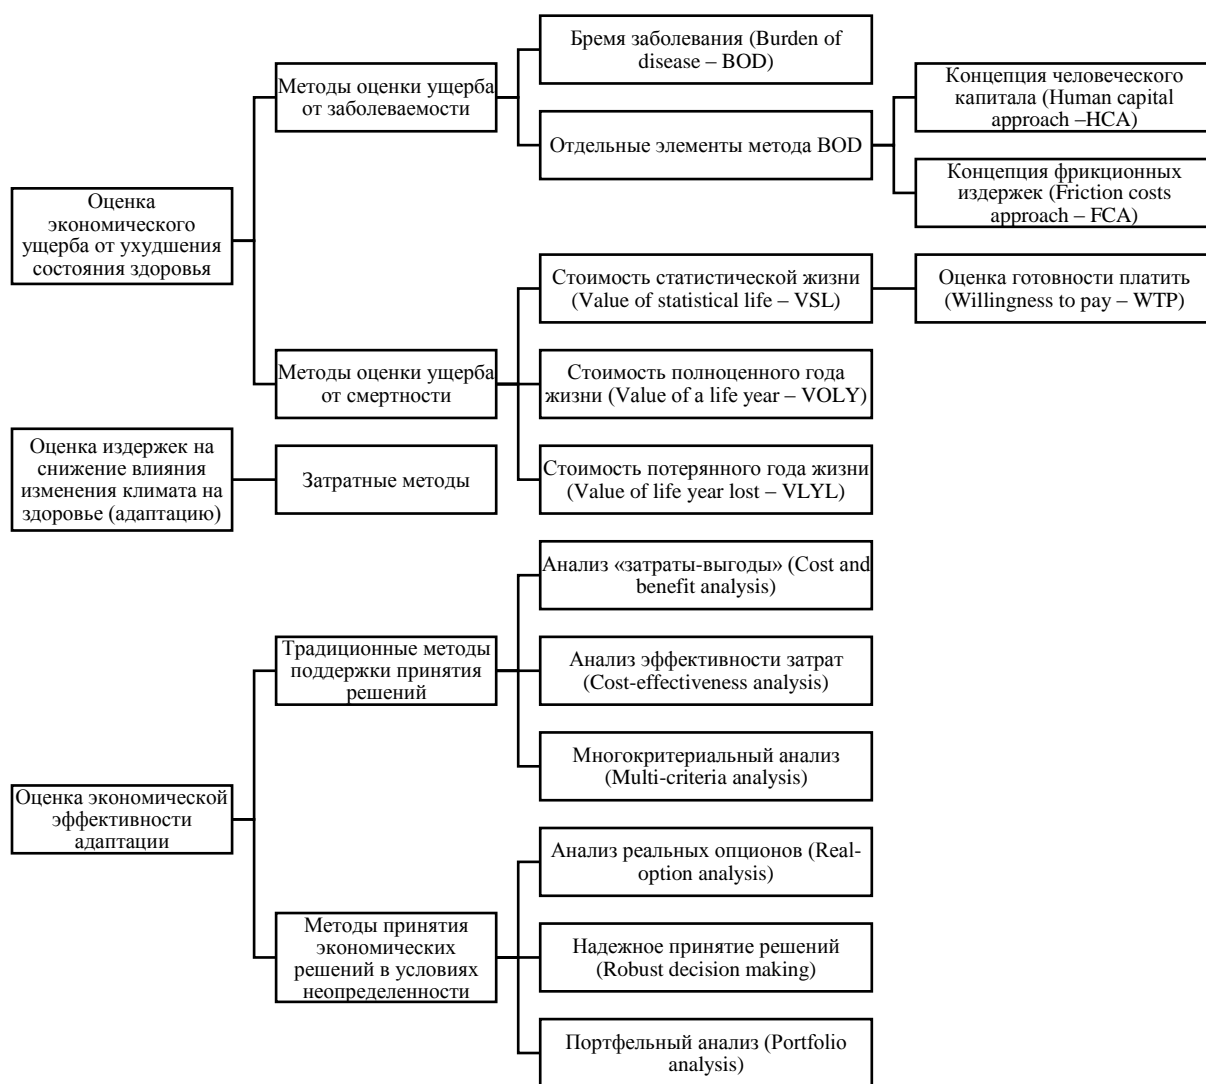 Оценка
экономического
ущерба от ухудшения
состояния здоровья
Методы оценки ущерба
от заболеваемости
Бремя заболевания (Burden of
disease – BOD)
Отдельные элементы метода BOD
Концепция человеческого
капитала (Human capital
approach –HCA)
Концепция фрикционных
издержек (Friction costs
approach – FCA)
Методы оценки ущерба
от смертности
Стоимость статистической жизни
(Value of statistical life – VSL)
Оценка готовности платить
(Willingness to pay – WTP)
Стоимость полноценного года
жизни (Value of a life year – VOLY)
Стоимость потерянного года жизни
(Value of life year lost – VLYL)
Оценка издержек на
снижение влияния
изменения климата на
здоровье (адаптацию)
Затратные методы
Оценка экономической
эффективности
адаптации
Традиционные методы
поддержки принятия
решений
Анализ «затраты-выгоды» (Cost and
benefit analysis)
Анализ эффективности затрат
(Cost-effectiveness analysis)
Многокритериальный анализ
(Multi-criteria analysis)
Методы принятия
экономических
решений в условиях
неопределенности
Анализ реальных опционов (Real-
option analysis)
Надежное принятие решений
(Robust decision making)
Портфельный анализ (Portfolio
analysis)